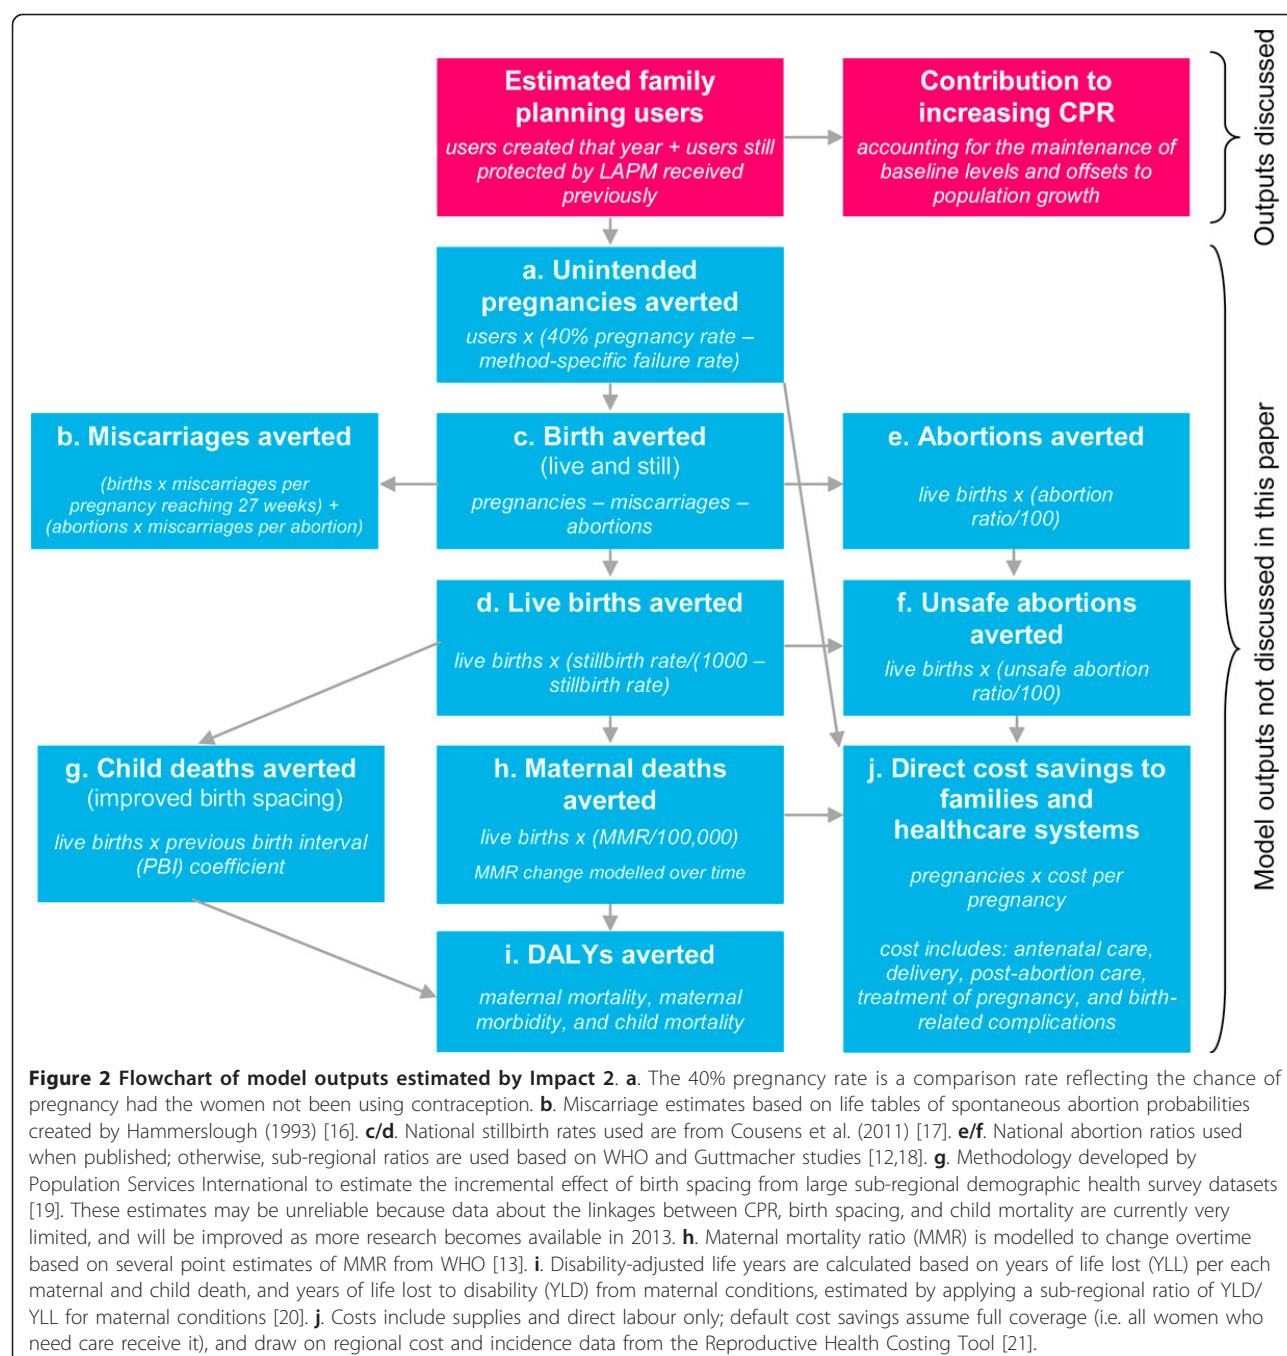 Estimated family
planning users
users created that year + users still
protected by LAPM received
previously
Contribution to
increasing CPR
accounting for the maintenance of
baseline levels and offsets to
population growth
Outputs discussed
a. Unintended
pregnancies averted
users x (40% pregnancy rate –
method-specific failure rate)
b. Miscarriages averted
(births x miscarriages per
pregnancy reaching 27 weeks) +
(abortions x miscarriages per abortion)
c. Birth averted
(live and still)
pregnancies – miscarriages –
abortions
e. Abortions averted
live births x (abortion
ratio/100)
d. Live births averted
live births x (stillbirth rate/(1000 –
stillbirth rate)
f. Unsafe abortions
averted
live births x (unsafe abortion
ratio/100)
g. Child deaths averted
(improved birth spacing)
live births x previous birth interval
(PBI) coefficient
h. Maternal deaths
averted
live births x (MMR/100,000)
MMR change modelled over time
j. Direct cost savings to
families and
healthcare systems
pregnancies x cost per
pregnancy
cost includes: antenatal care,
delivery, post-abortion care,
treatment of pregnancy, and birth-
related complications
i. DALYs averted
maternal mortality, maternal
morbidity, and child mortality
Model outputs not discussed in this paper
Figure 2 Flowchart of model outputs estimated by Impact 2. a. The 40% pregnancy rate is a comparison rate reflecting the chance of
pregnancy had the women not been using contraception. b. Miscarriage estimates based on life tables of spontaneous abortion probabilities
created by Hammerslough (1993) [16]. c/d. National stillbirth rates used are from Cousens et al. (2011) [17]. e/f. National abortion ratios used
when published; otherwise, sub-regional ratios are used based on WHO and Guttmacher studies [12,18]. g. Methodology developed by
Population Services International to estimate the incremental effect of birth spacing from large sub-regional demographic health survey datasets
[19]. These estimates may be unreliable because data about the linkages between CPR, birth spacing, and child mortality are currently very
limited, and will be improved as more research becomes available in 2013. h. Maternal mortality ratio (MMR) is modelled to change overtime
based on several point estimates of MMR from WHO [13]. i. Disability-adjusted life years are calculated based on years of life lost (YLL) per each
maternal and child death, and years of life lost to disability (YLD) from maternal conditions, estimated by applying a sub-regional ratio of YLD/
YLL for maternal conditions [20]. j. Costs include supplies and direct labour only; default cost savings assume full coverage (i.e. all women who
need care receive it), and draw on regional cost and incidence data from the Reproductive Health Costing Tool [21].